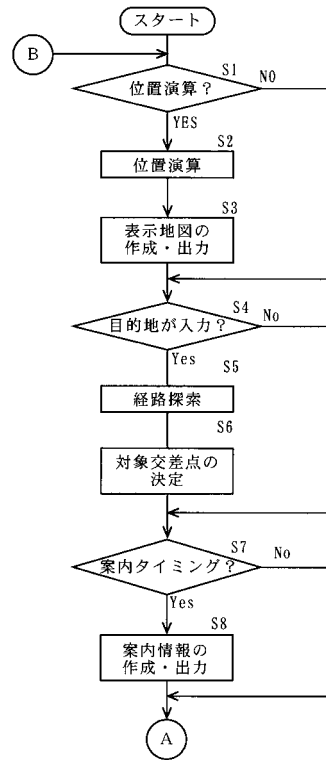 スタート
B
S1
位置演算？
NO
YES
S2
位置演算
S3
表示地図の
作成・出力
S4
目的地が入力？
No
Yes
S5
経路探索
S6
対象交差点の
決定
S7
案内タイミング？
No
Yes
S8
案内情報の
作成・出力
A